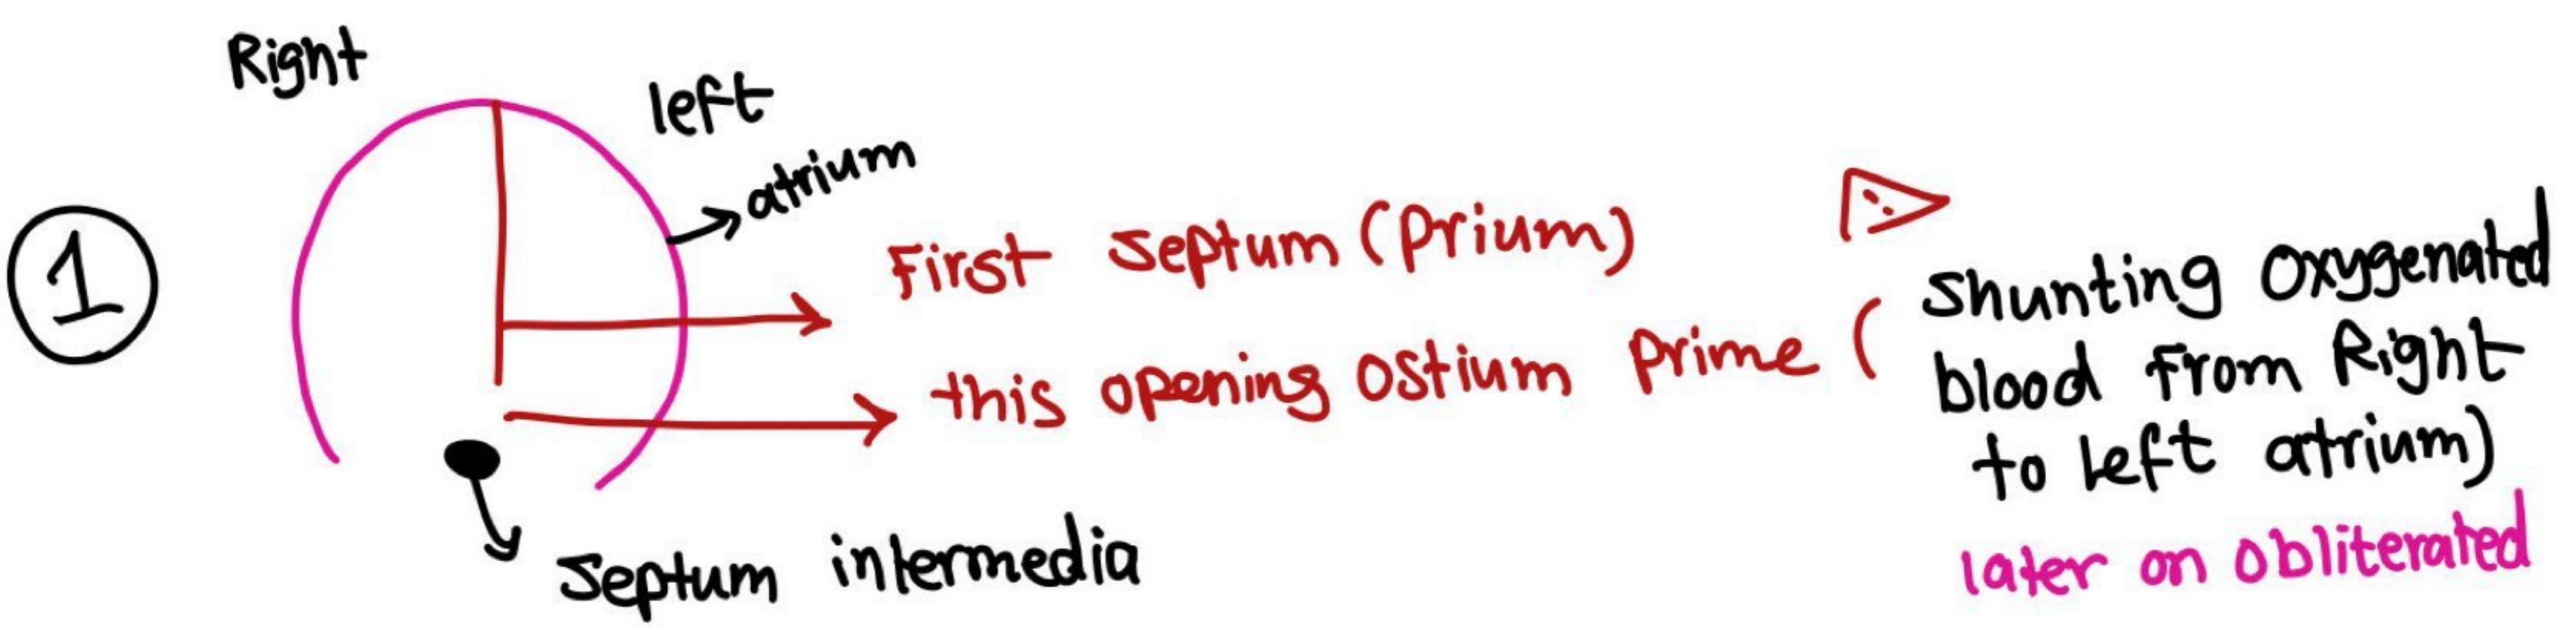 Right
left
atrium
1
First Septum (Prium)
this opening Ostium prime (
Shunting Oxygenated
blood from Right
to left atrium)
later on obliterated
Septum intermedia